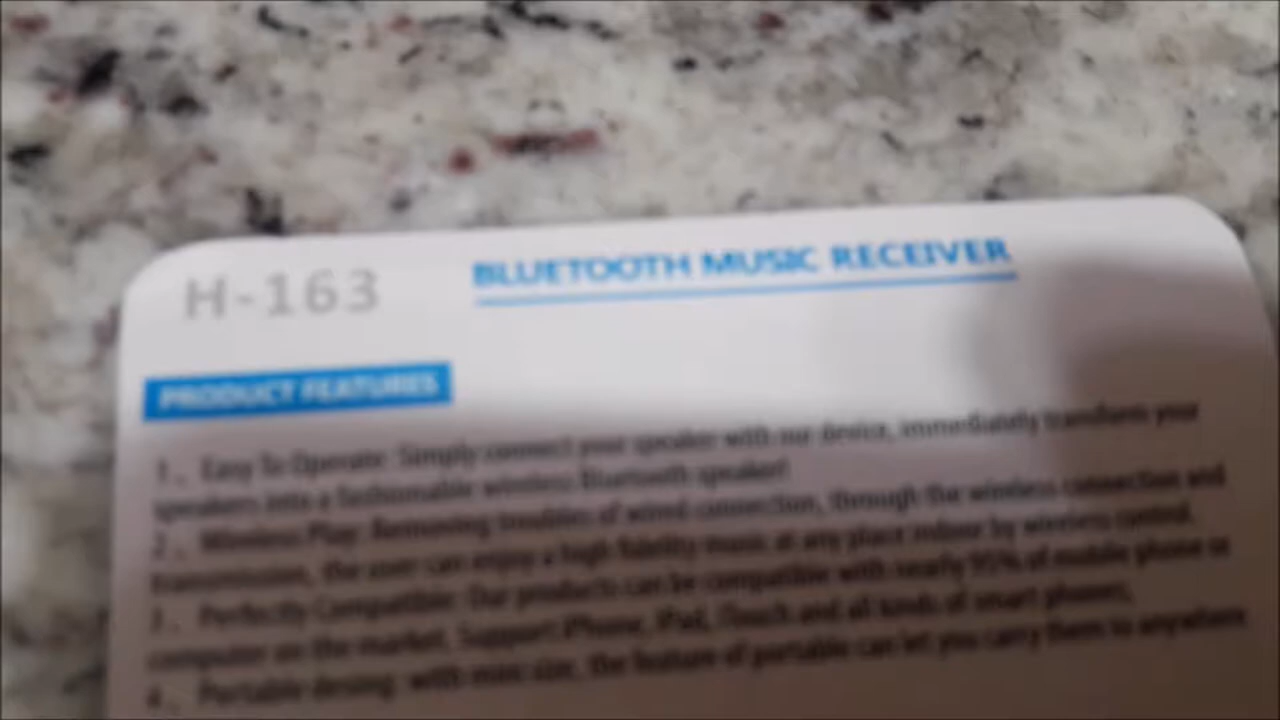 H-163
BLUETOOTH MUSIC RECEIVER
PRODUCT FEATURES
1. Easy To Operate: Simply connect your speaker with our device, immediately transform your
speakers into a fashionable wireless Bluetooth speaker!
2. Wireless Play: Removing troubles of wired connection, through the wireless connection and
transmission, the user can enjoy a high fidelity music at any place indoor by wireless control.
3. Perfectly Compatible: Our products can be compatible with nearly 95% of mobile phone or
computer on the market, Support iPhone, iPad, iTouch and all kinds of smart phones;
4. Portable desing: with mini size, the feature of portable can let you carry them to anywhere